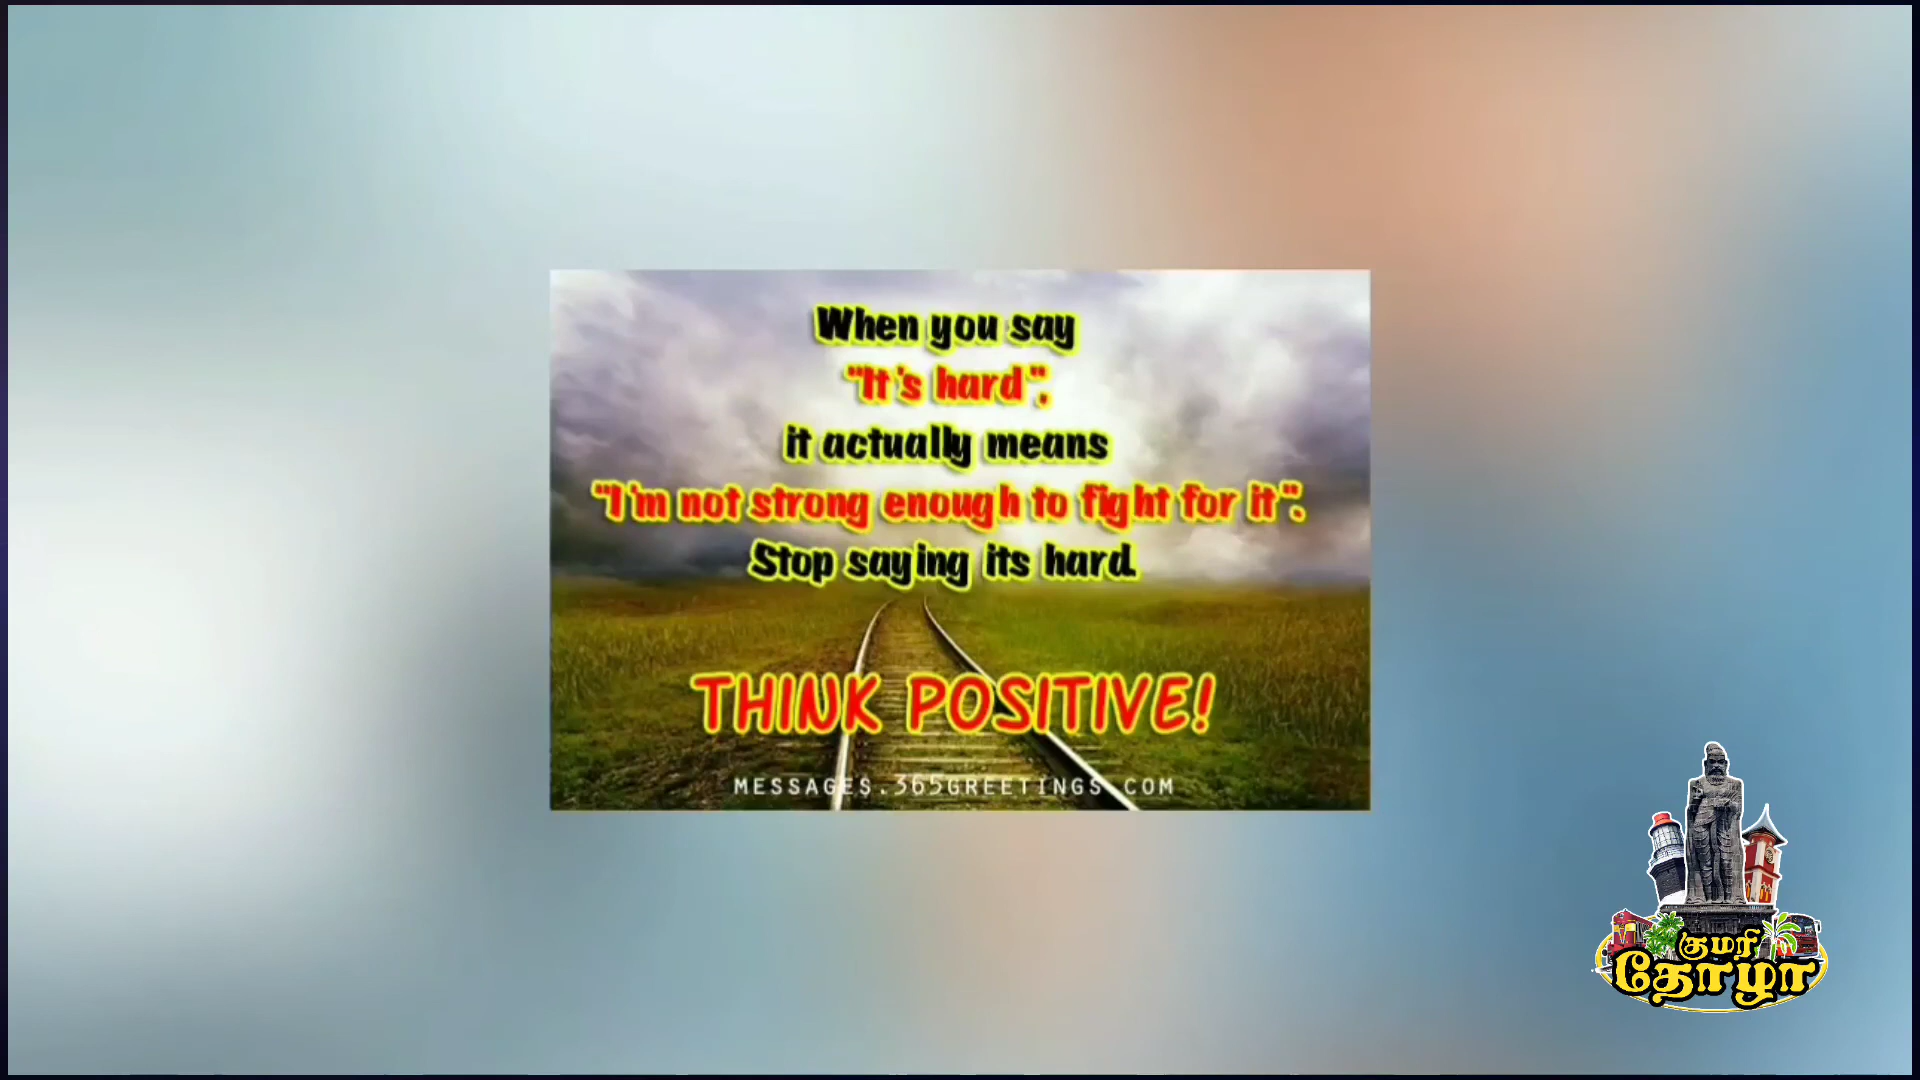 When you say
"It's hard",
it actually means
"I'm not strong enough to fight for it".
Stop saying its hard.
THINK POSITIVE!
MESSAGES.365GREETINGS.COM
குமரி
தோழா